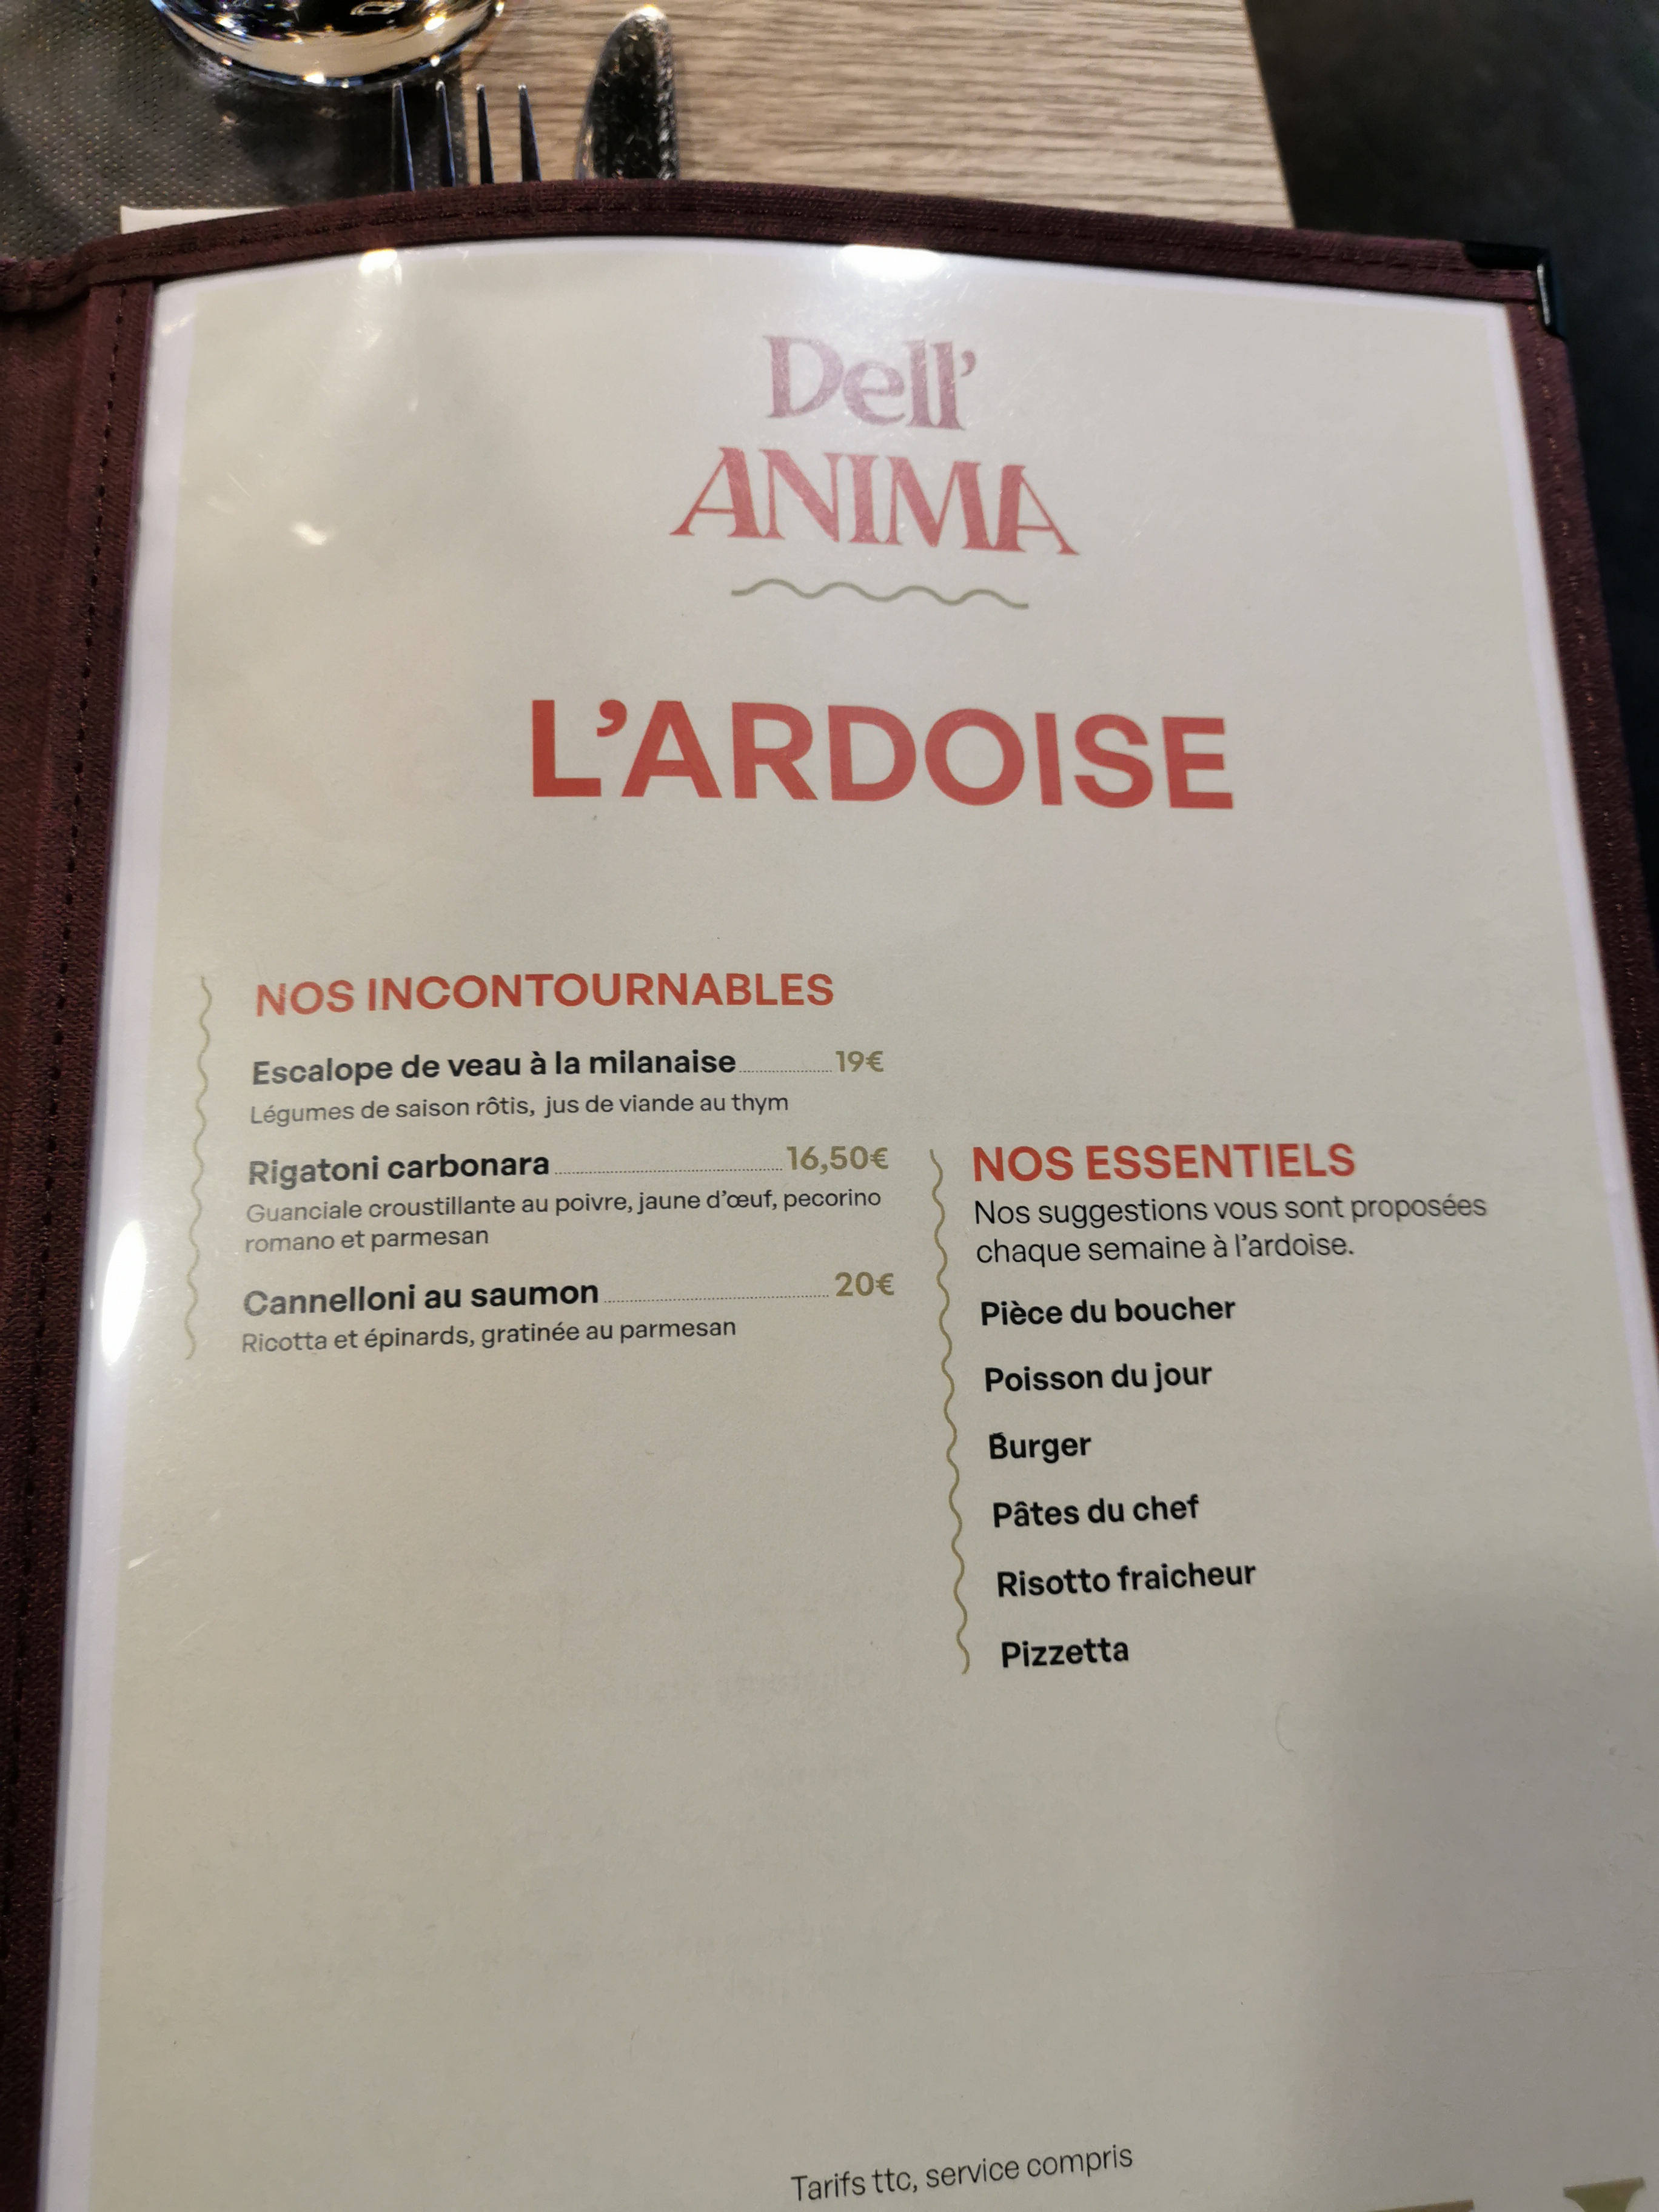 Dell'
ANIMA
L'ARDOISE
NOS INCONTOURNABLES
Escalope de veau à la milanaise 19€
Légumes de saison rôtis, jus de viande au thym
Rigatoni carbonara 16,50€
Guanciale croustillante au poivre, jaune d'œuf, pecorino
romano et parmesan
Cannelloni au saumon 20€
Ricotta et épinards, gratinée au parmesan
NOS ESSENTIELS
Nos suggestions vous sont proposées
chaque semaine à l'ardoise.
Pièce du boucher
Poisson du jour
Burger
Pâtes du chef
Risotto fraicheur
Pizzetta
Tarifs ttc, service compris